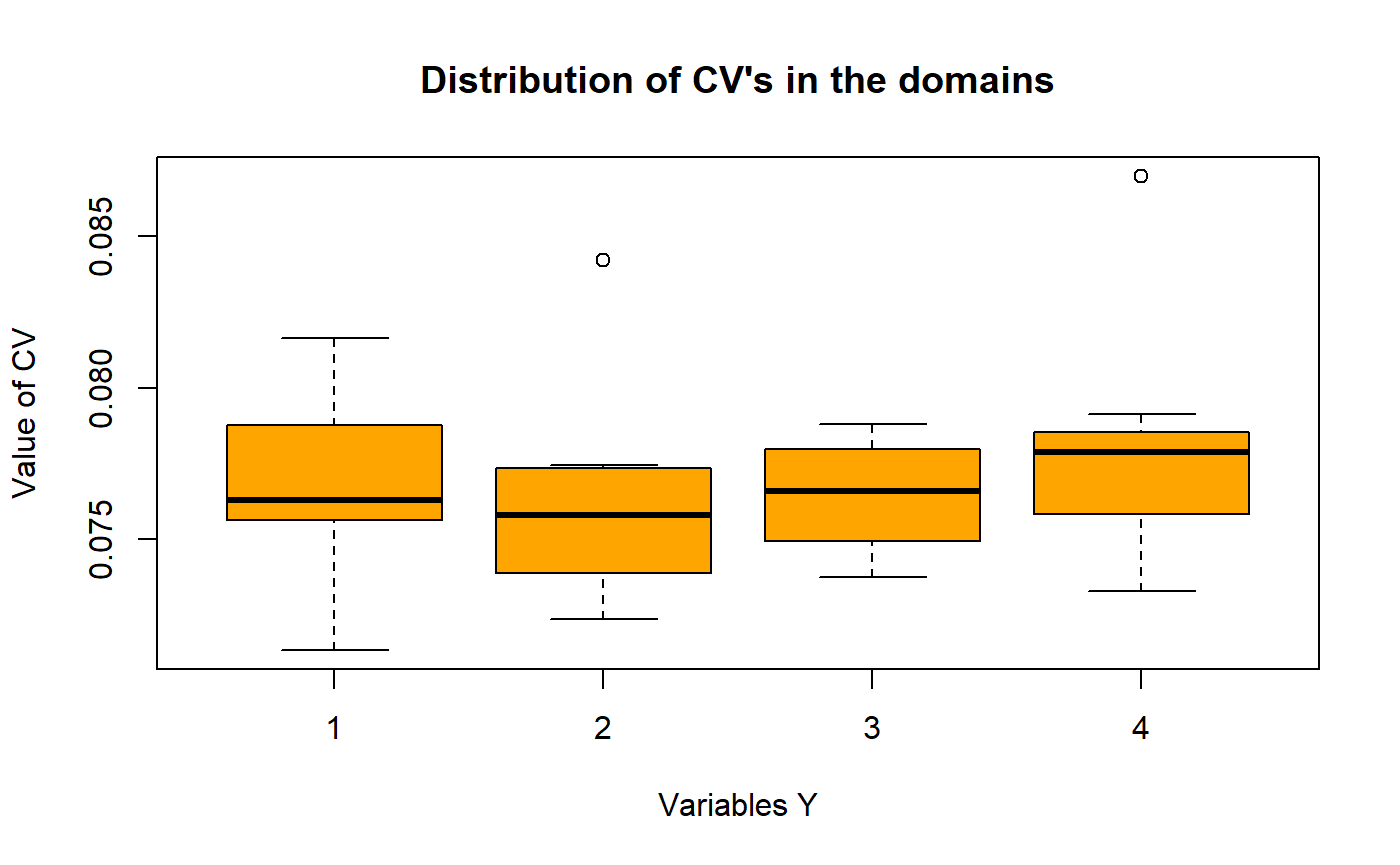 Distribution of CV's in the domains
Value of CV
0.085
0.080
0.075
1 2 3 4
Variables Y